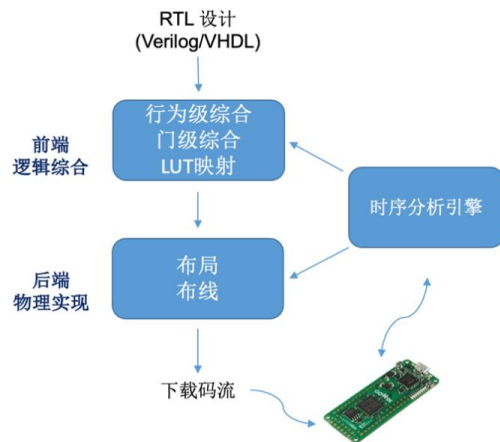 RTL 设计
(Verilog/VHDL)
行为级综合
门级综合
LUT映射
前端
逻辑综合
时序分析引擎
布局
布线
后端
物理实现
下载码流